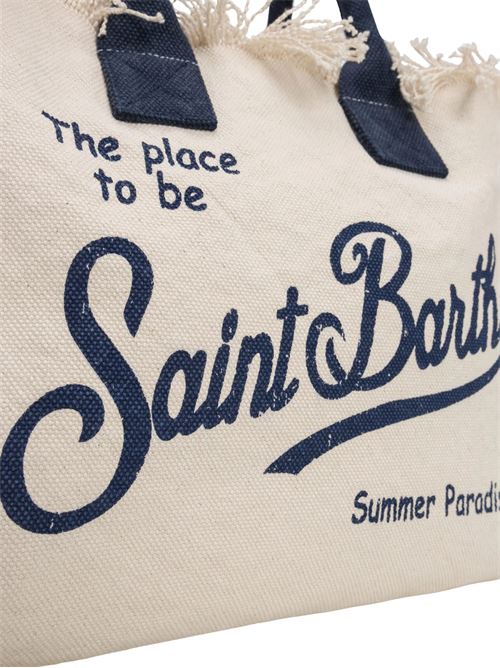 The place
to be
Saint Barth
Summer Paradis